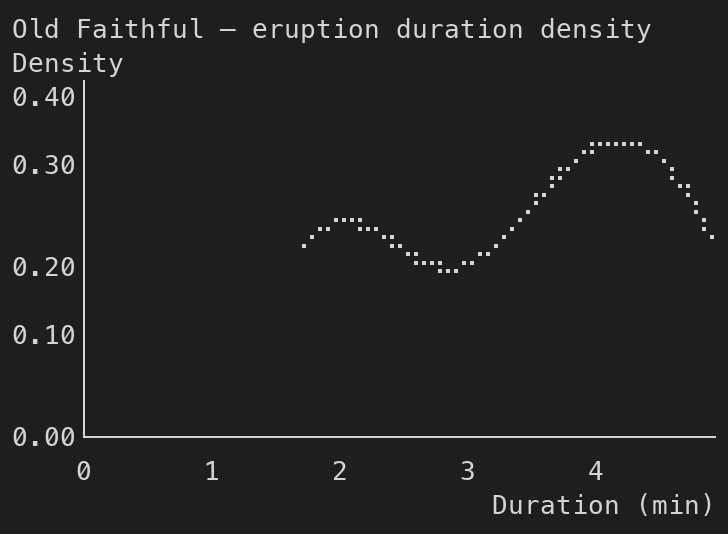 Old Faithful — eruption duration density
Density
0.40
0.30
0.20
0.10
0.00
0 1 2 3 4
Duration (min)